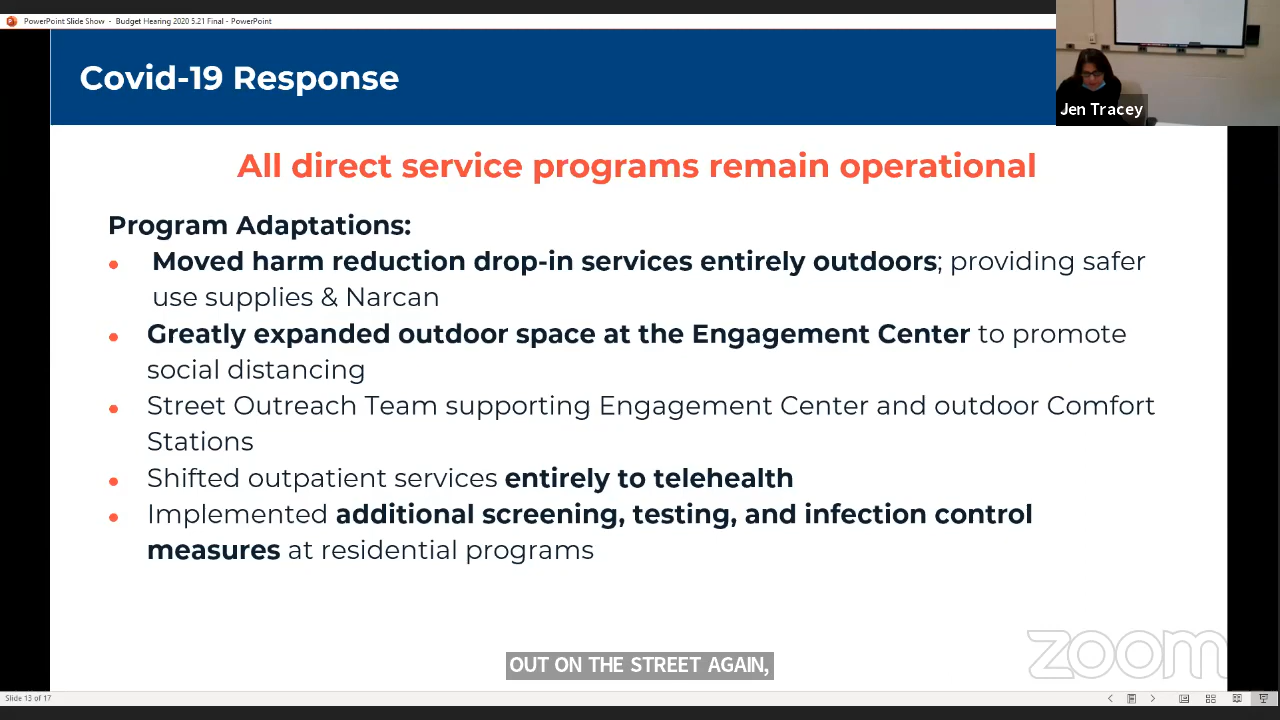 PowerPoint Slide Show - Budget Hearing 2020 5.21 Final - PowerPoint
Covid-19 Response
Jen Tracey
All direct service programs remain operational
Program Adaptations:
• Moved harm reduction drop-in services entirely outdoors; providing safer
use supplies & Narcan
• Greatly expanded outdoor space at the Engagement Center to promote
social distancing
• Street Outreach Team supporting Engagement Center and outdoor Comfort
Stations
• Shifted outpatient services entirely to telehealth
• Implemented additional screening, testing, and infection control
measures at residential programs
zoom
OUT ON THE STREET AGAIN,
Slide 13 of 17